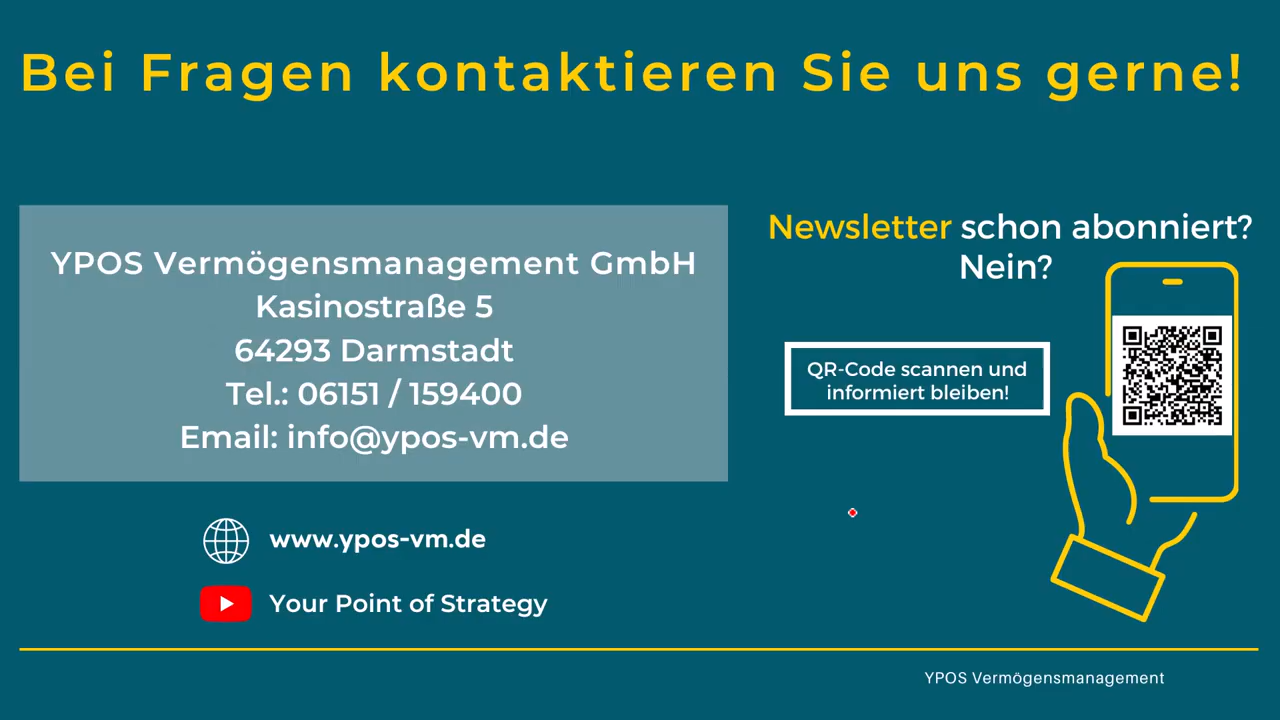 Bei Fragen kontaktieren Sie uns gerne!
YPOS Vermögensmanagement GmbH
Kasinostraße 5
64293 Darmstadt
Tel.: 06151 / 159400
Email: info@ypos-vm.de
www.ypos-vm.de
Your Point of Strategy
Newsletter schon abonniert?
Nein?
QR-Code scannen und
informiert bleiben!
YPOS Vermögensmanagement